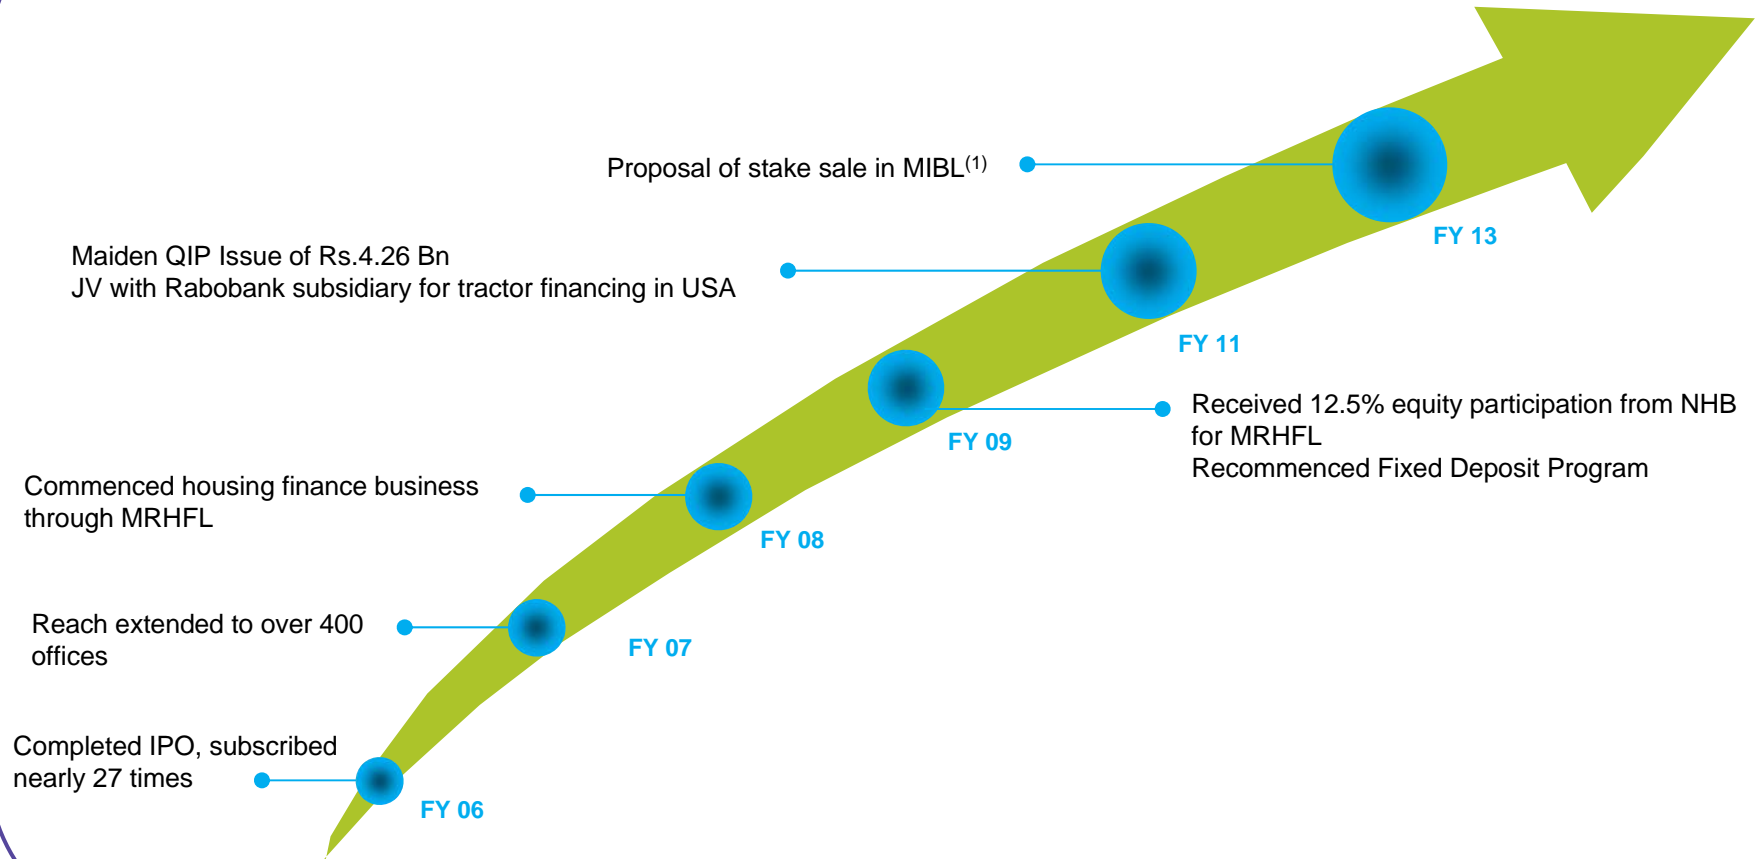 Proposal of stake sale in MIBL(1)
FY 13
Maiden QIP Issue of Rs.4.26 Bn
JV with Rabobank subsidiary for tractor financing in USA
FY 11
Received 12.5% equity participation from NHB
for MRHFL
Recommenced Fixed Deposit Program
FY 09
Commenced housing finance business
through MRHFL
FY 08
Reach extended to over 400
offices
FY 07
Completed IPO, subscribed
nearly 27 times
FY 06